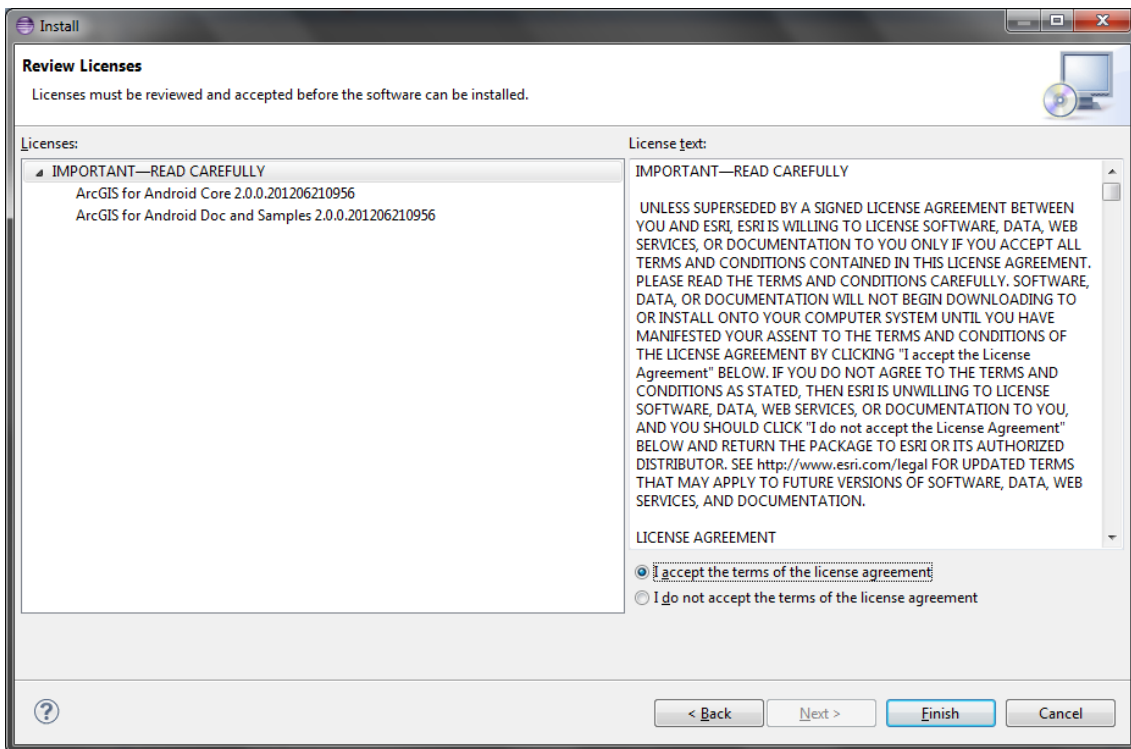 Install
Review Licenses
Licenses must be reviewed and accepted before the software can be installed.
Licenses:
IMPORTANT—READ CAREFULLY
ArcGIS for Android Core 2.0.0.201206210956
ArcGIS for Android Doc and Samples 2.0.0.201206210956
License text:
IMPORTANT—READ CAREFULLY
UNLESS SUPERSEDED BY A SIGNED LICENSE AGREEMENT BETWEEN
YOU AND ESRI, ESRI IS WILLING TO LICENSE SOFTWARE, DATA, WEB
SERVICES, OR DOCUMENTATION TO YOU ONLY IF YOU ACCEPT ALL
TERMS AND CONDITIONS CONTAINED IN THIS LICENSE AGREEMENT.
PLEASE READ THE TERMS AND CONDITIONS CAREFULLY. SOFTWARE,
DATA, OR DOCUMENTATION WILL NOT BEGIN DOWNLOADING TO
OR INSTALL ONTO YOUR COMPUTER SYSTEM UNTIL YOU HAVE
MANIFESTED YOUR ASSENT TO THE TERMS AND CONDITIONS OF
THE LICENSE AGREEMENT BY CLICKING "I accept the License
Agreement" BELOW. IF YOU DO NOT AGREE TO THE TERMS AND
CONDITIONS AS STATED, THEN ESRI IS UNWILLING TO LICENSE
SOFTWARE, DATA, WEB SERVICES, OR DOCUMENTATION TO YOU,
AND YOU SHOULD CLICK "I do not accept the License Agreement"
BELOW AND RETURN THE PACKAGE TO ESRI OR ITS AUTHORIZED
DISTRIBUTOR. SEE http://www.esri.com/legal FOR UPDATED TERMS
THAT MAY APPLY TO FUTURE VERSIONS OF SOFTWARE, DATA, WEB
SERVICES, AND DOCUMENTATION.
LICENSE AGREEMENT
I accept the terms of the license agreement
I do not accept the terms of the license agreement
< Back
Next >
Finish
Cancel